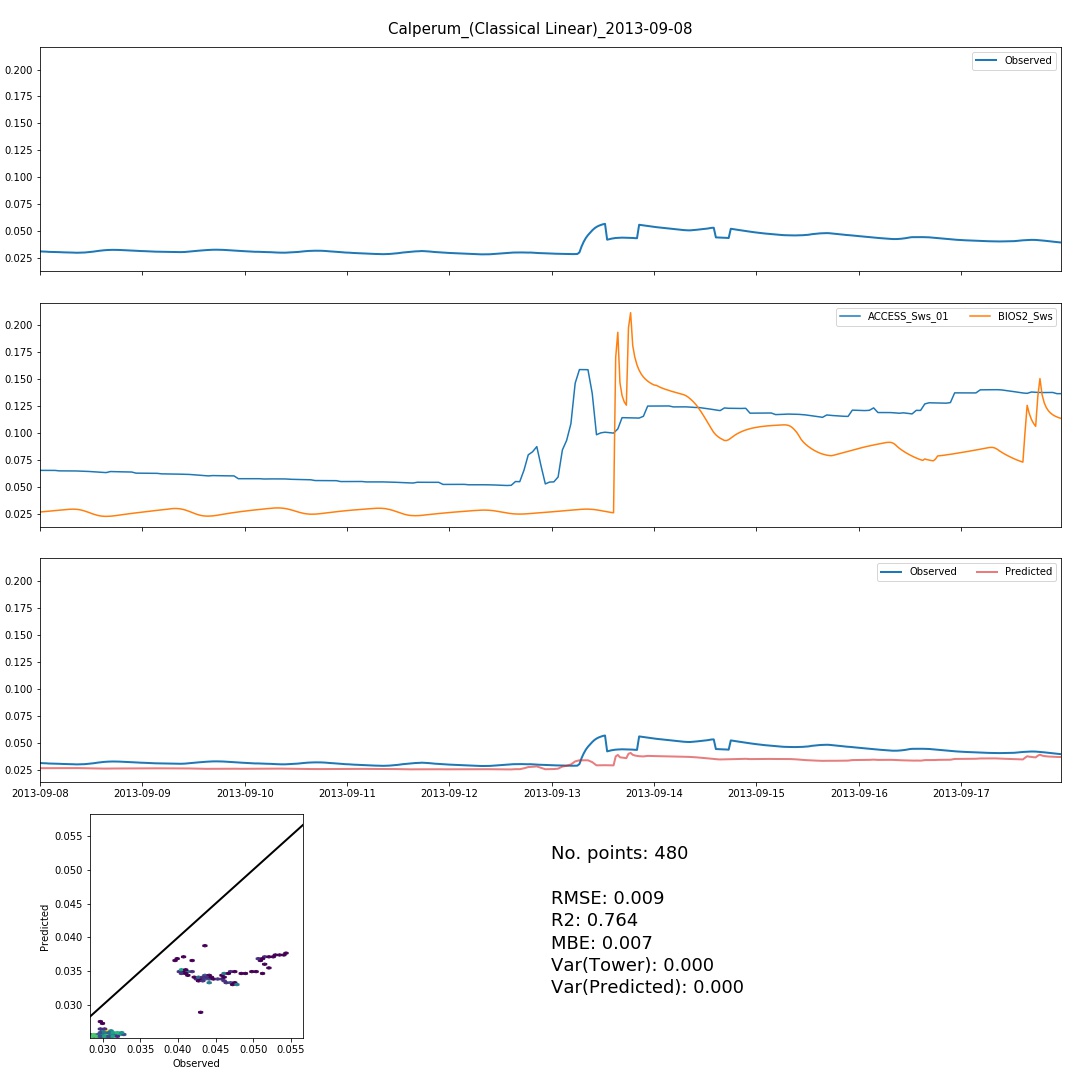 Calperum_(Classical Linear)_2013-09-08
0.200
0.175
0.150
0.125
0.100
0.075
0.050
0.025
Observed
0.200
0.175
0.150
0.125
0.100
0.075
0.050
0.025
ACCESS_Sws_01 BIOS2_Sws
0.200
0.175
0.150
0.125
0.100
0.075
0.050
0.025
Observed Predicted
2013-09-08 2013-09-09 2013-09-10 2013-09-11 2013-09-12 2013-09-13 2013-09-14 2013-09-15 2013-09-16 2013-09-17
0.055
0.050
0.045
0.040
0.035
0.030
Predicted
0.030 0.035 0.040 0.045 0.050 0.055
Observed
No. points: 480
RMSE: 0.009
R2: 0.764
MBE: 0.007
Var(Tower): 0.000
Var(Predicted): 0.000